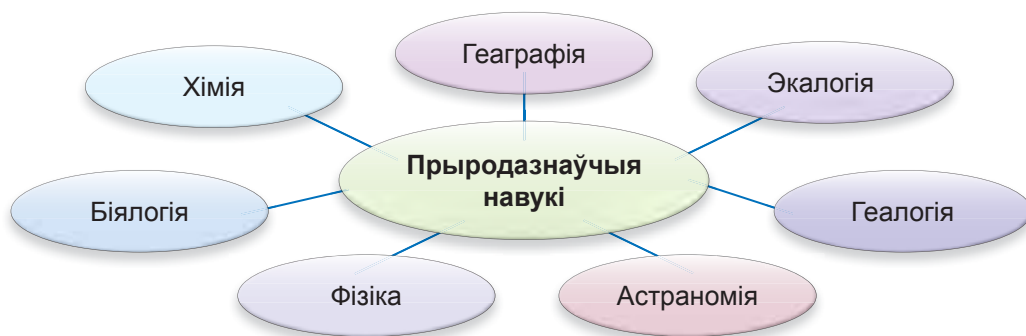 Геаграфія
Хімія
Экалогія
Прыродазнаўчыя
навукі
Біялогія
Геалогія
Фізіка
Астраномія